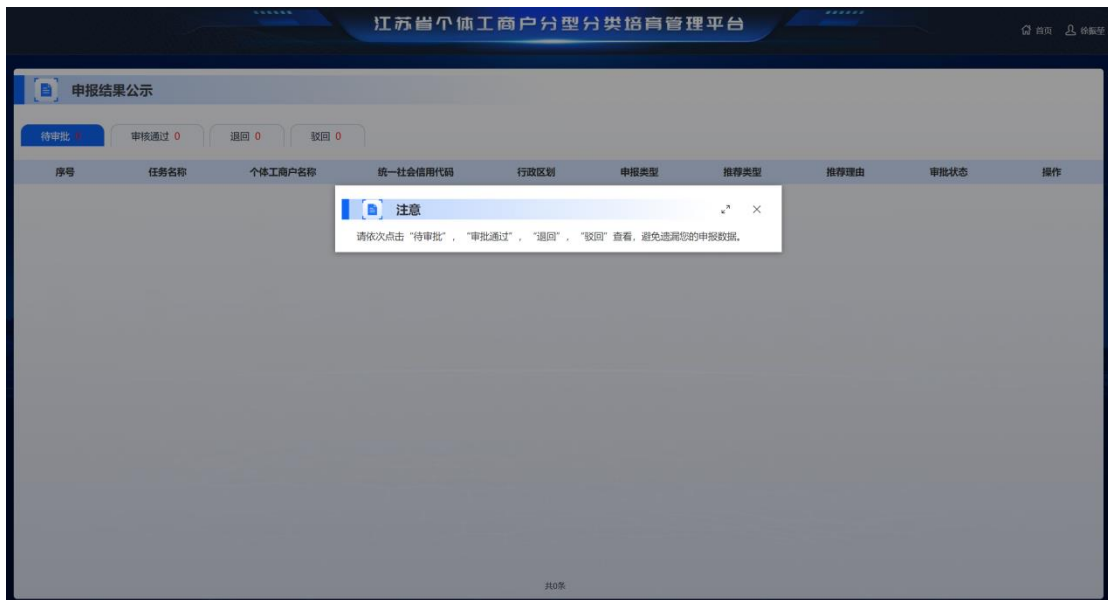 江苏省个体工商户分型分类培育管理平台
首页 徐振莹
申报结果公示
待审批 0 审核通过 0 退回 0 驳回 0
序号 任务名称 个体工商户名称 统一社会信用代码 行政区划 申报类型 推荐类型 推荐理由 审批状态 操作
注意
请依次点击“待审批”，“审批通过”，“退回”，“驳回”查看，避免遗漏您的申报数据。
共0条